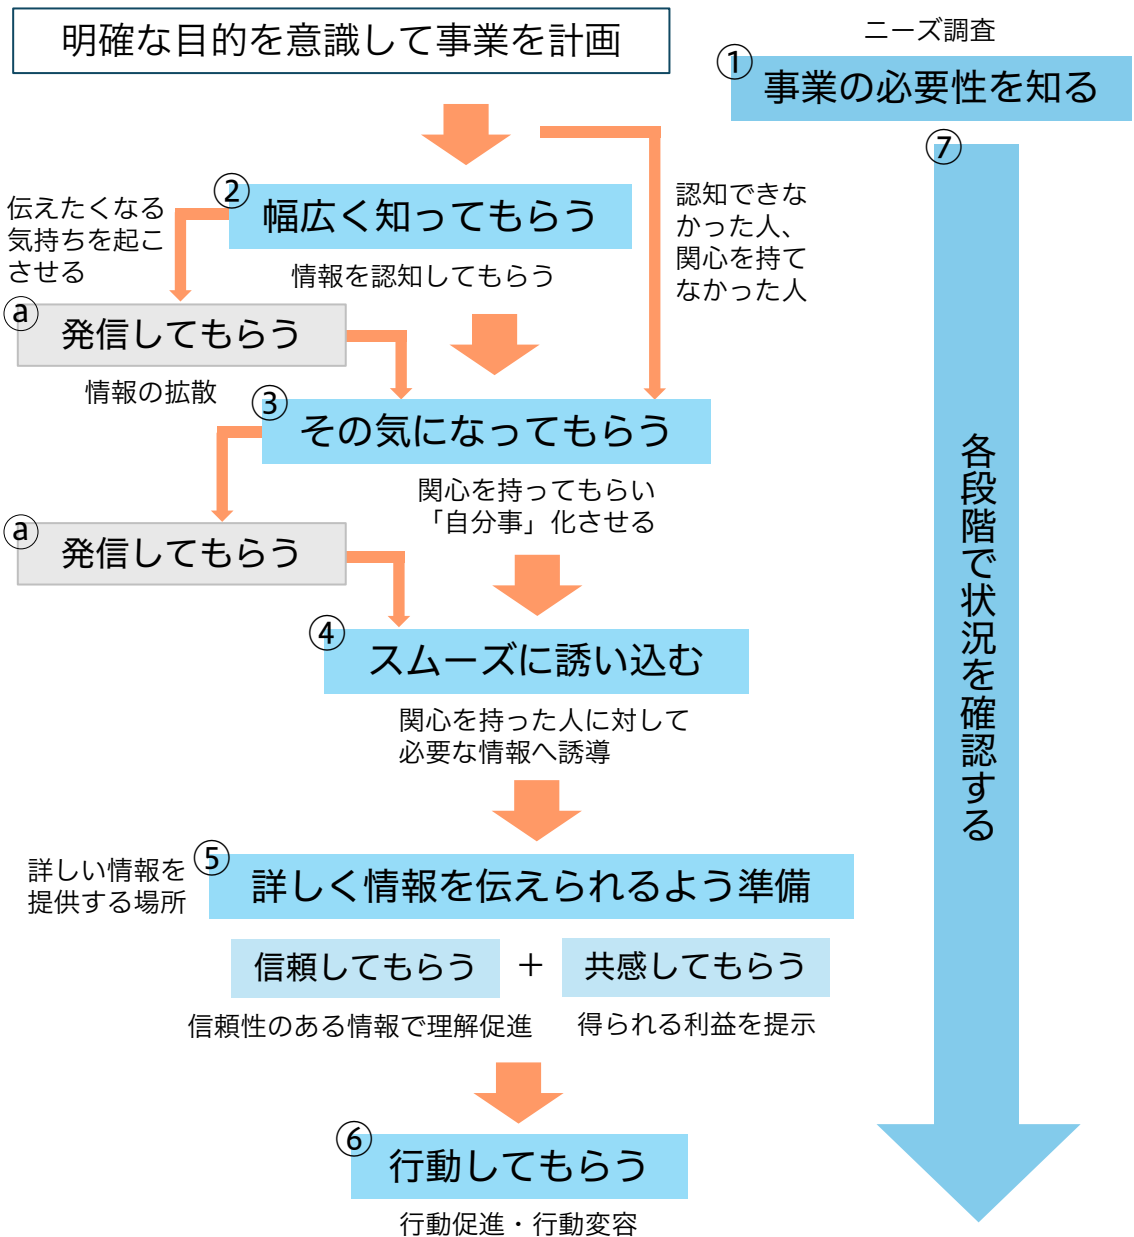 明確な目的を意識して事業を計画
ニーズ調査
①
事業の必要性を知る
⑦
各段階で状況を確認する
②
幅広く知ってもらう
情報を認知してもらう
伝えたくなる
気持ちを起こ
させる
認知できな
かった人、
関心を持て
なかった人
ⓐ
発信してもらう
情報の拡散
③
その気になってもらう
関心を持ってもらい
「自分事」化させる
ⓐ
発信してもらう
④
スムーズに誘い込む
関心を持った人に対して
必要な情報へ誘導
詳しい情報を
提供する場所
⑤
詳しく情報を伝えられるよう準備
信頼してもらう + 共感してもらう
信頼性のある情報で理解促進
得られる利益を提示
⑥
行動してもらう
行動促進・行動変容